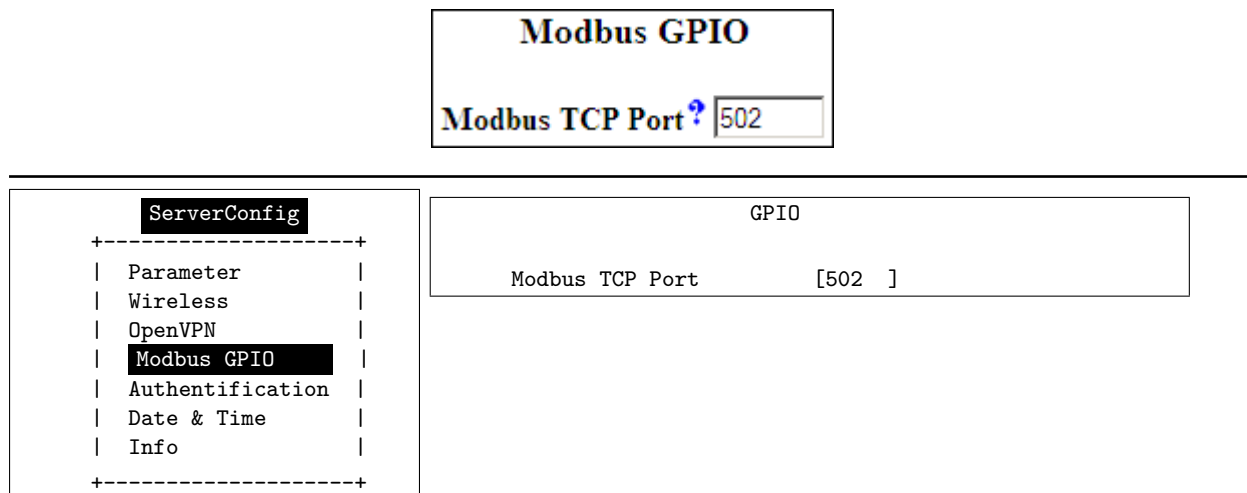 Modbus GPIO
Modbus TCP Port? 502
ServerConfig
+--------------------+
| Parameter |
| Wireless |
| OpenVPN |
| Modbus GPIO |
| Authentification |
| Date & Time |
| Info |
+--------------------+
GPIO
Modbus TCP Port [502 ]